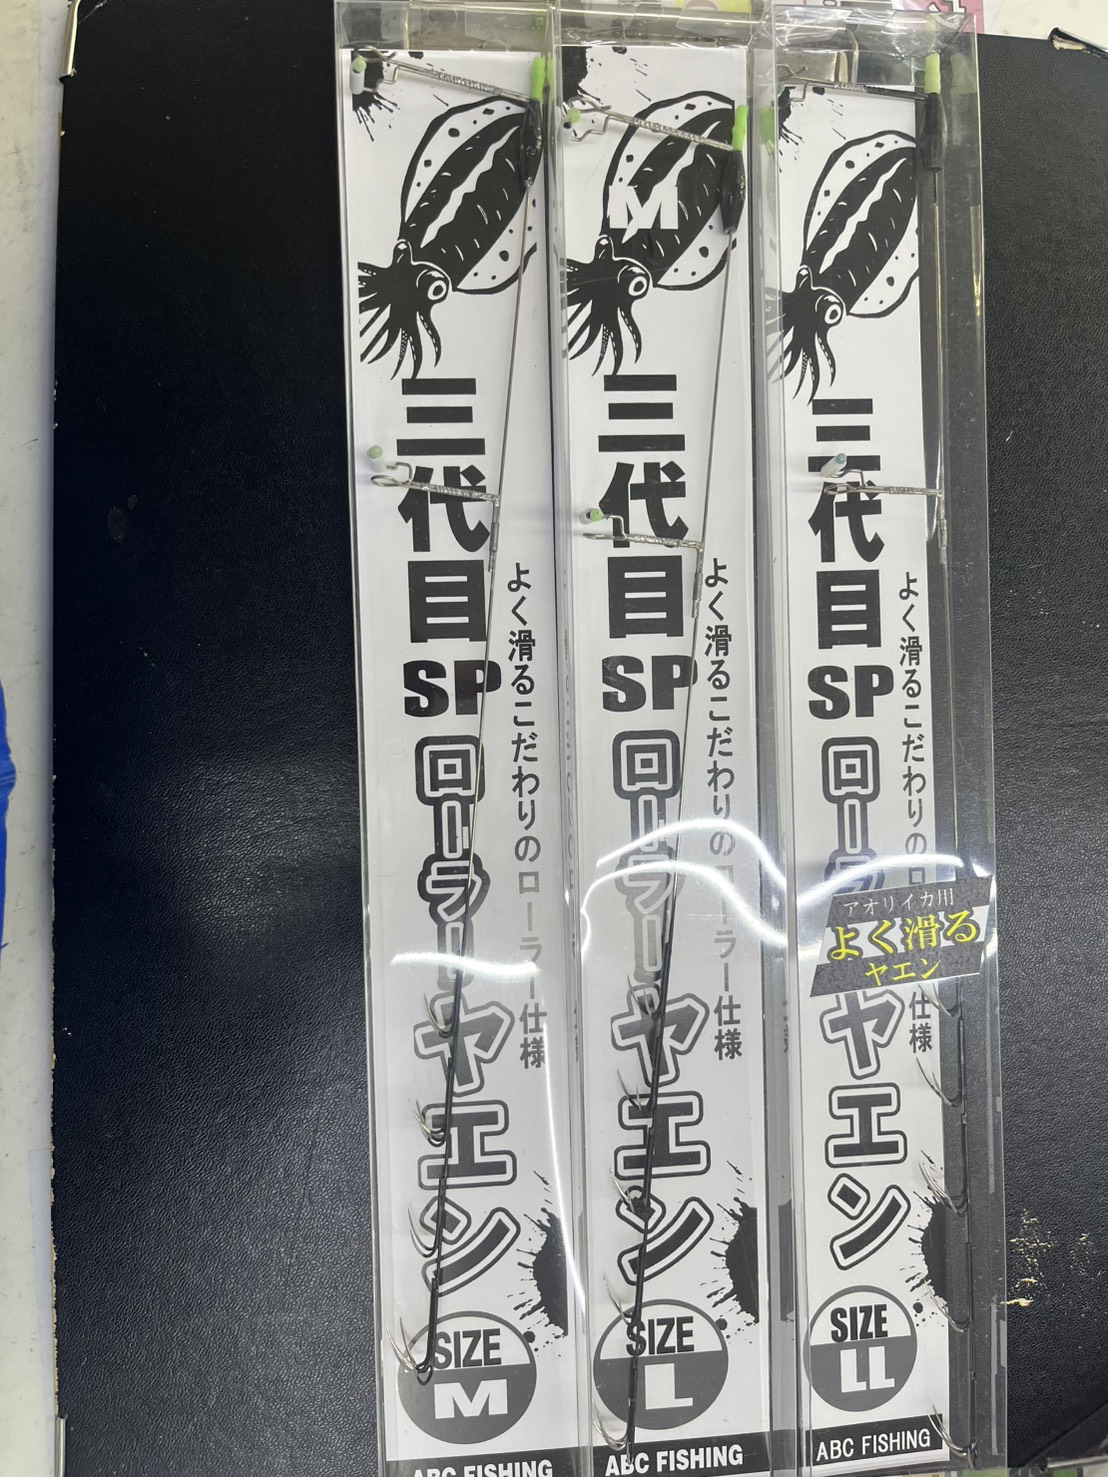 三代目
SP
ローラー
ヤエン
よく滑るこだわりのローラー仕様
SIZE
M
ABC FISHING
M
三代目
SP
ローラー
ヤエン
よく滑るこだわりのローラー仕様
SIZE
L
ABC FISHING
三代目
SP
ローラ
ヤエン
よく滑るこだわりのロ
仕様
アオリイカ用
よく滑る
ヤエン
SIZE
LL
ABC FISHING